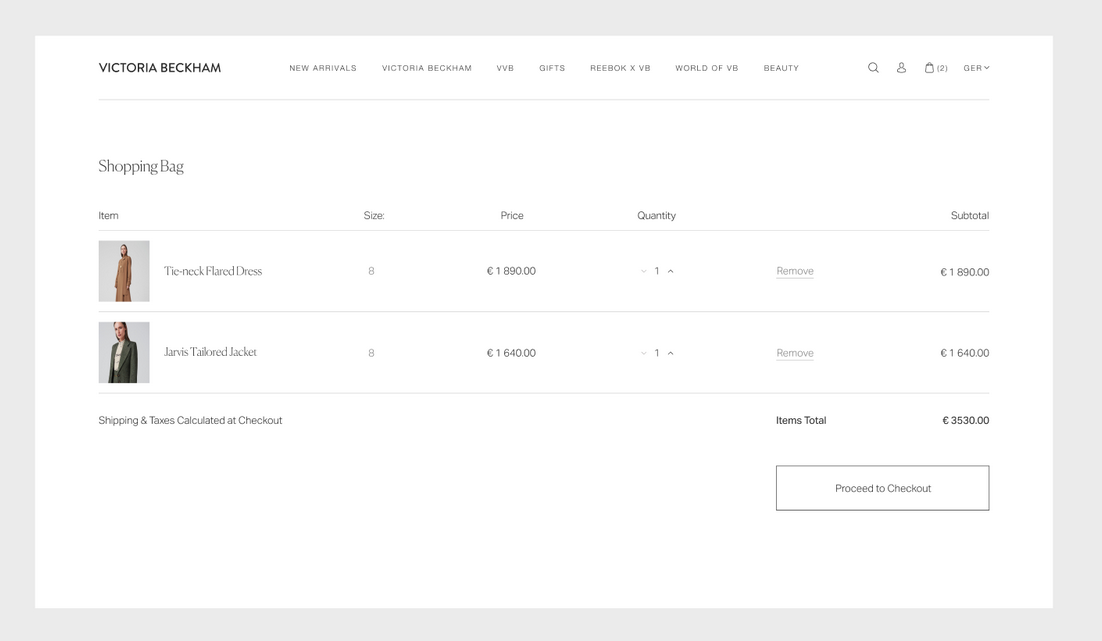 VICTORIA BECKHAM
NEW ARRIVALS VICTORIA BECKHAM VVB GIFTS REEBOK X VB WORLD OF VB BEAUTY (2) GER
Shopping Bag
Item Size: Price Quantity Subtotal
Tie-neck Flared Dress 8 € 1 890.00 1 Remove € 1 890.00
Jarvis Tailored Jacket 8 € 1 640.00 1 Remove € 1 640.00
Shipping & Taxes Calculated at Checkout Items Total € 3530.00
Proceed to Checkout